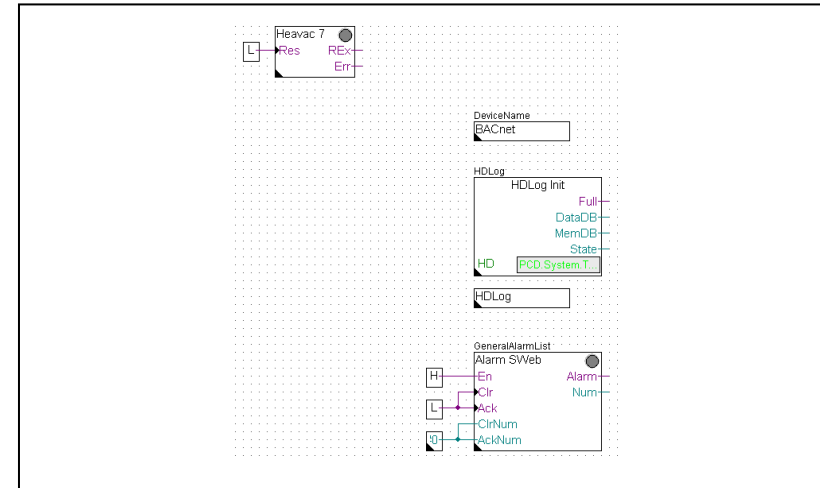 Heavac 7
L Res REx
Err
DeviceName
BACnet
HDLog
HDLog Init
Full
DataDB
MemDB
State
HD PCD.System.T...
HDLog
GeneralAlarmList
Alarm SWeb
H En Alarm
Clr Num
L Ack
ClrNum
AckNum